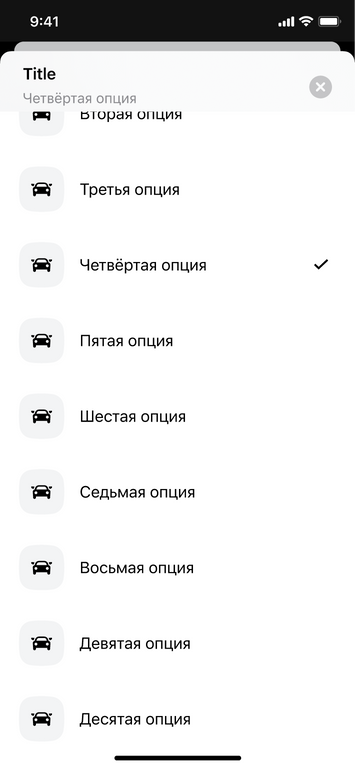 9:41
Title
Четвёртая опция
Вторая опция
Третья опция
Четвёртая опция
Пятая опция
Шестая опция
Седьмая опция
Восьмая опция
Девятая опция
Десятая опция